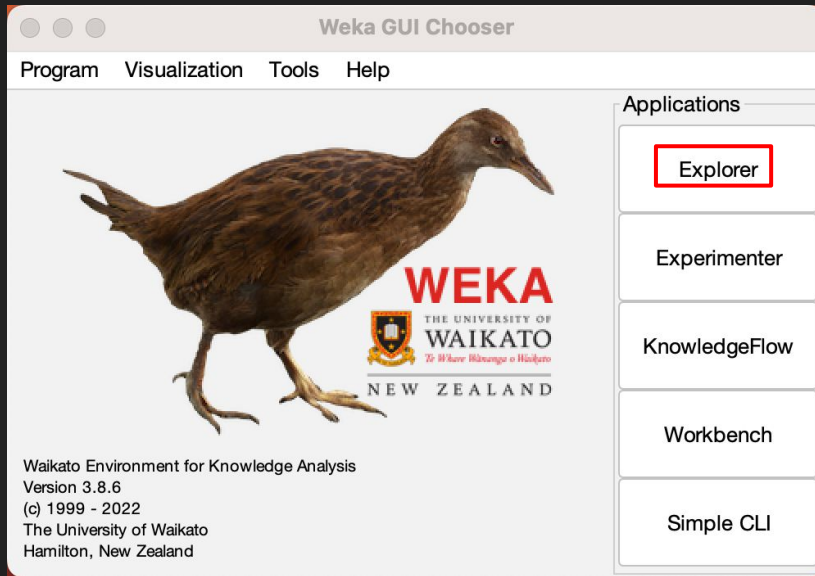 Weka GUI Chooser
Program Visualization Tools Help
Applications
Explorer
Experimenter
KnowledgeFlow
Workbench
Simple CLI
WEKA
THE UNIVERSITY OF
WAIKATO
Te Whare Wānanga o Waikato
NEW ZEALAND
Waikato Environment for Knowledge Analysis
Version 3.8.6
(c) 1999 - 2022
The University of Waikato
Hamilton, New Zealand